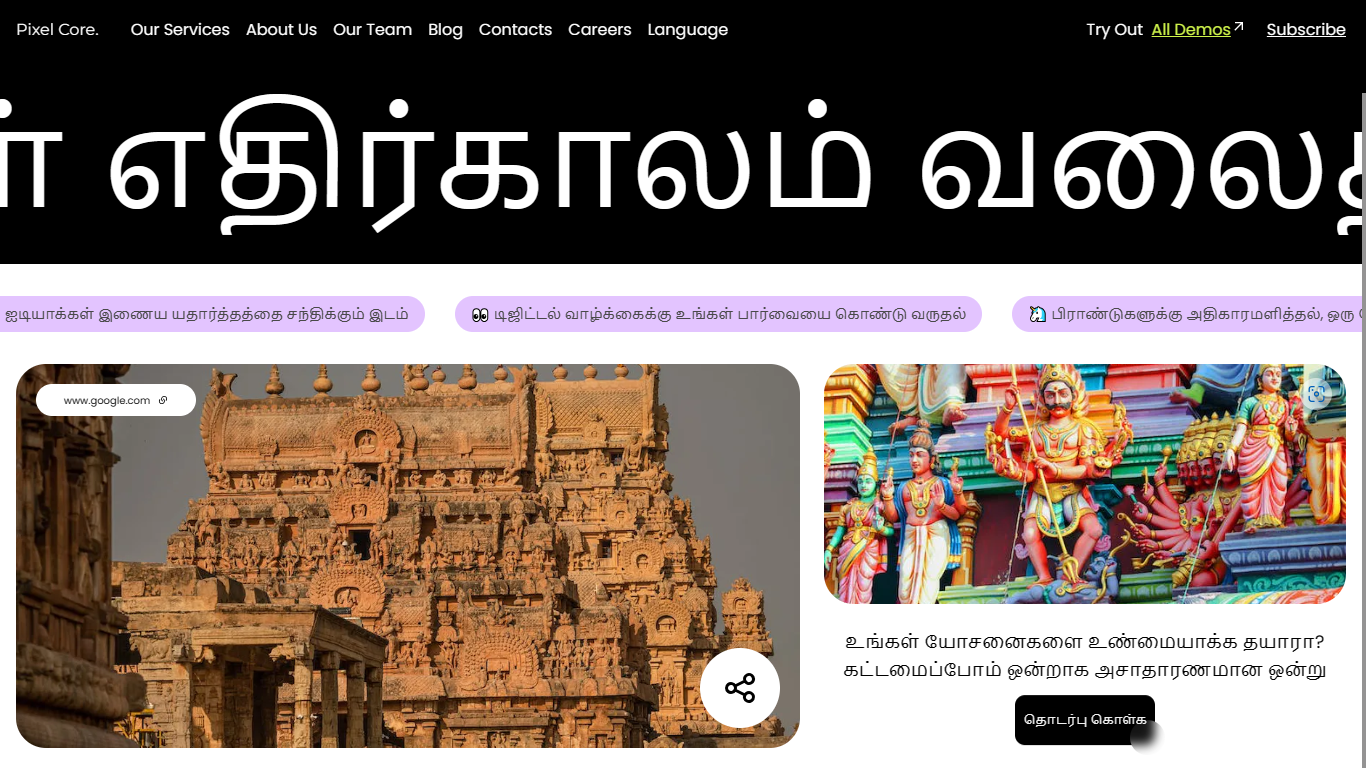 Pixel Core. Our Services About Us Our Team Blog Contacts Careers Language Try Out All Demos Subscribe
எதிர்காலம்
ஐடியாக்கள் இணைய யதார்த்தத்தை சந்திக்கும் இடம் டிஜிட்டல் வாழ்க்கைக்கு உங்கள் பார்வையை கொண்டு வருதல் பிராண்டுகளுக்கு அதிகாரமளித்தல், ஒரு
www.google.com
உங்கள் யோசனைகளை உண்மையாக்க தயாரா?
கட்டமைப்போம் ஒன்றாக அசாதாரணமான ஒன்று
தொடர்பு கொள்க